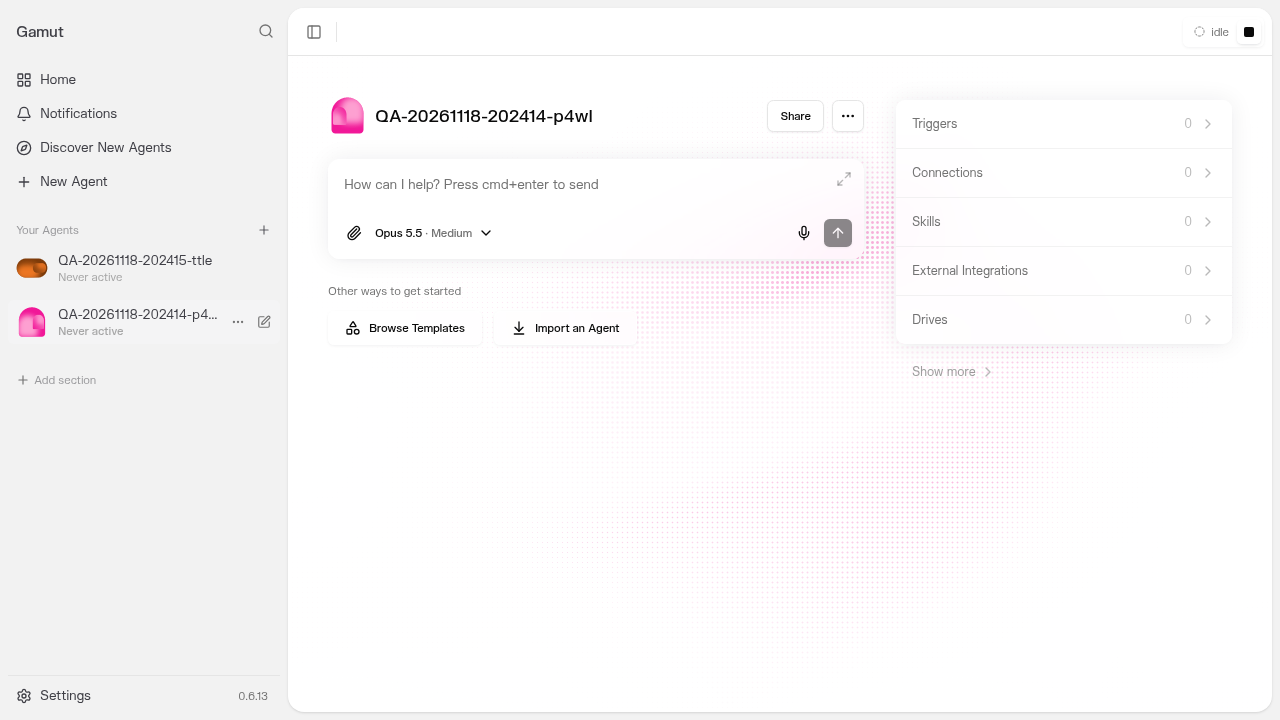 Gamut
Home
Notifications
Discover New Agents
New Agent
Your Agents
QA-20261118-202415-ttle
Never active
QA-20261118-202414-p4...
Never active
Add section
Settings
0.6.13
idle
QA-20261118-202414-p4wl
Share
How can I help? Press cmd+enter to send
Opus 5.5 · Medium
Other ways to get started
Browse Templates
Import an Agent
Triggers 0
Connections 0
Skills 0
External Integrations 0
Drives 0
Show more